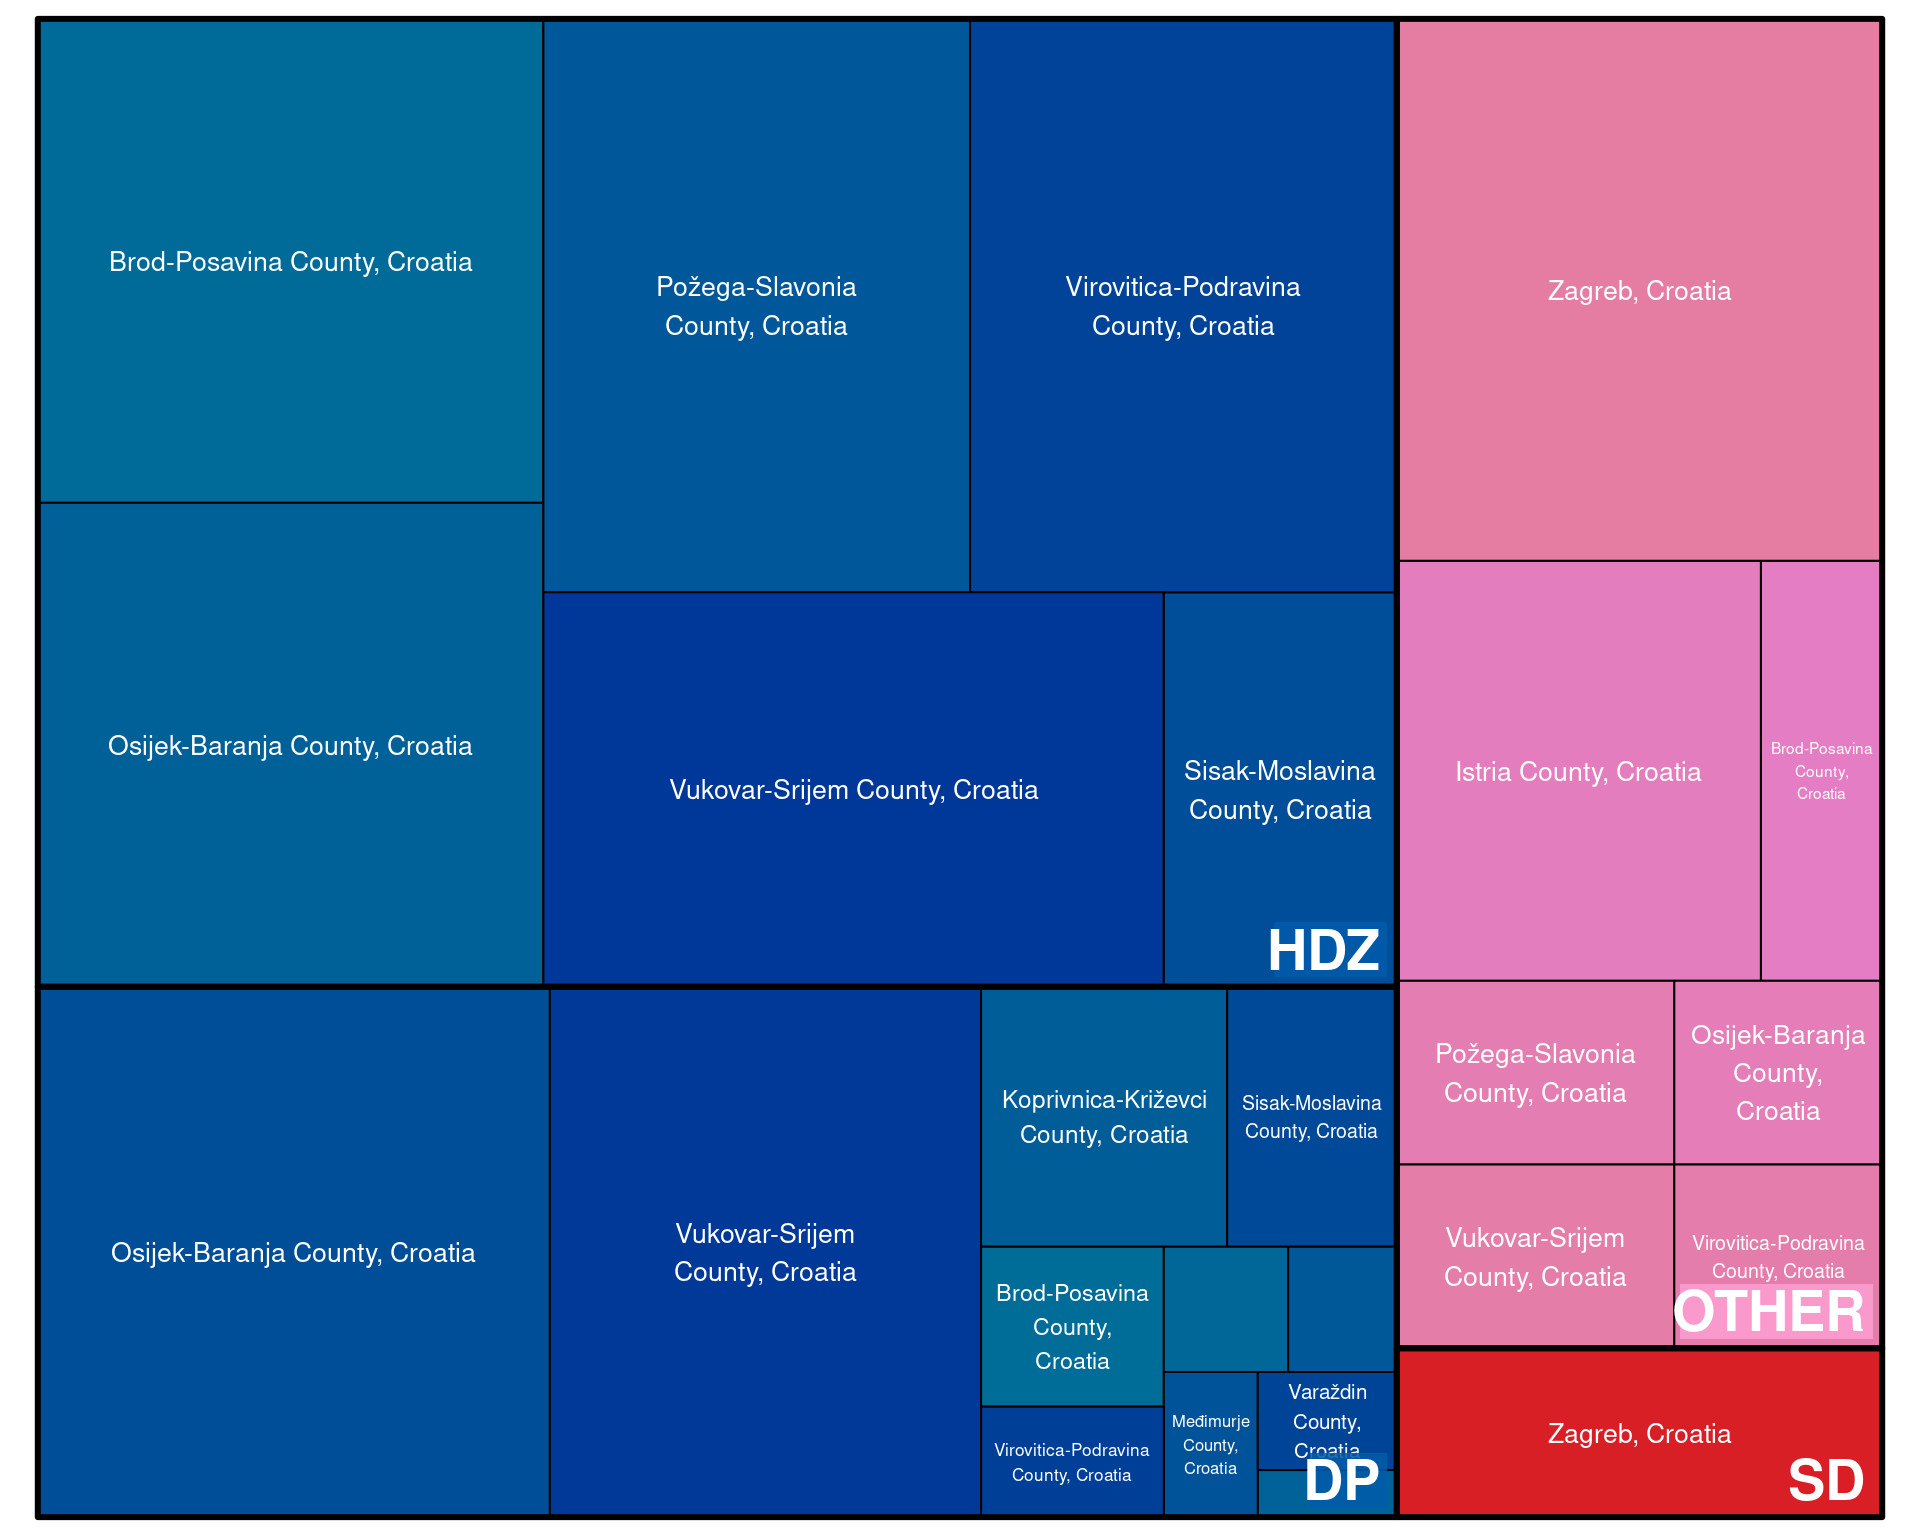 Brod-Posavina County, Croatia
Osijek-Baranja County, Croatia
Požega-Slavonia
County, Croatia
Virovitica-Podravina
County, Croatia
Vukovar-Srijem County, Croatia
Sisak-Moslavina
County, Croatia
HDZ
Osijek-Baranja County, Croatia
Vukovar-Srijem
County, Croatia
Koprivnica-Križevci
County, Croatia
Sisak-Moslavina
County, Croatia
Brod-Posavina
County,
Croatia
Virovitica-Podravina
County, Croatia
Međimurje
County,
Croatia
Varaždin
County,
Croatia
DP
Zagreb, Croatia
Istria County, Croatia
Brod-Posavina
County,
Croatia
Požega-Slavonia
County, Croatia
Osijek-Baranja
County,
Croatia
Vukovar-Srijem
County, Croatia
Virovitica-Podravina
County, Croatia
OTHER
Zagreb, Croatia
SD